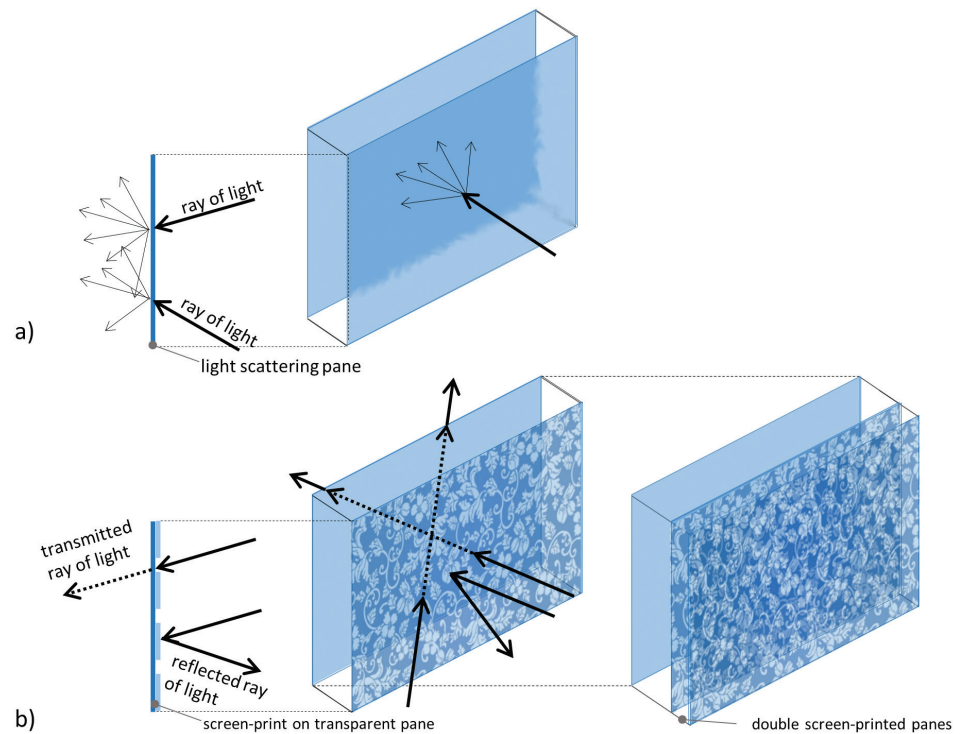 ray of light
ray of light
a)
light scattering pane
transmitted
ray of light
reflected ray
of light
b)
screen-print on transparent pane
double screen-printed panes